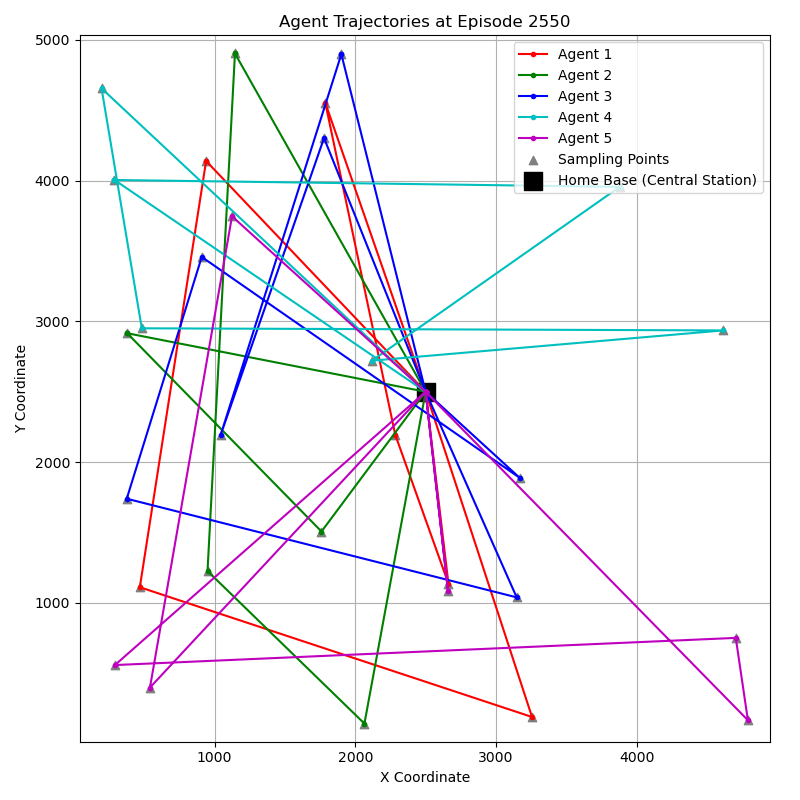 Agent Trajectories at Episode 2550
Agent 1
Agent 2
Agent 3
Agent 4
Agent 5
Sampling Points
Home Base (Central Station)
Y Coordinate
5000
4000
3000
2000
1000
1000
2000
3000
4000
X Coordinate